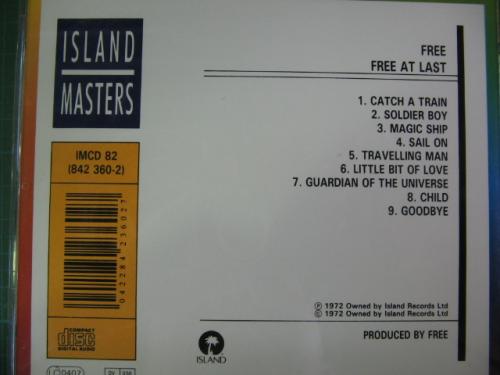 ISLAND
MASTERS
IMCD 82
(842 360-2)
042284236027
COMPACT
DIGITAL AUDIO
FREE
FREE AT LAST
1. CATCH A TRAIN
2. SOLDIER BOY
3. MAGIC SHIP
4. SAIL ON
5. TRAVELLING MAN
6. LITTLE BIT OF LOVE
7. GUARDIAN OF THE UNIVERSE
8. CHILD
9. GOODBYE
℗ 1972 Owned by Island Records Ltd
© 1972 Owned by Island Records Ltd
ISLAND
PRODUCED BY FREE